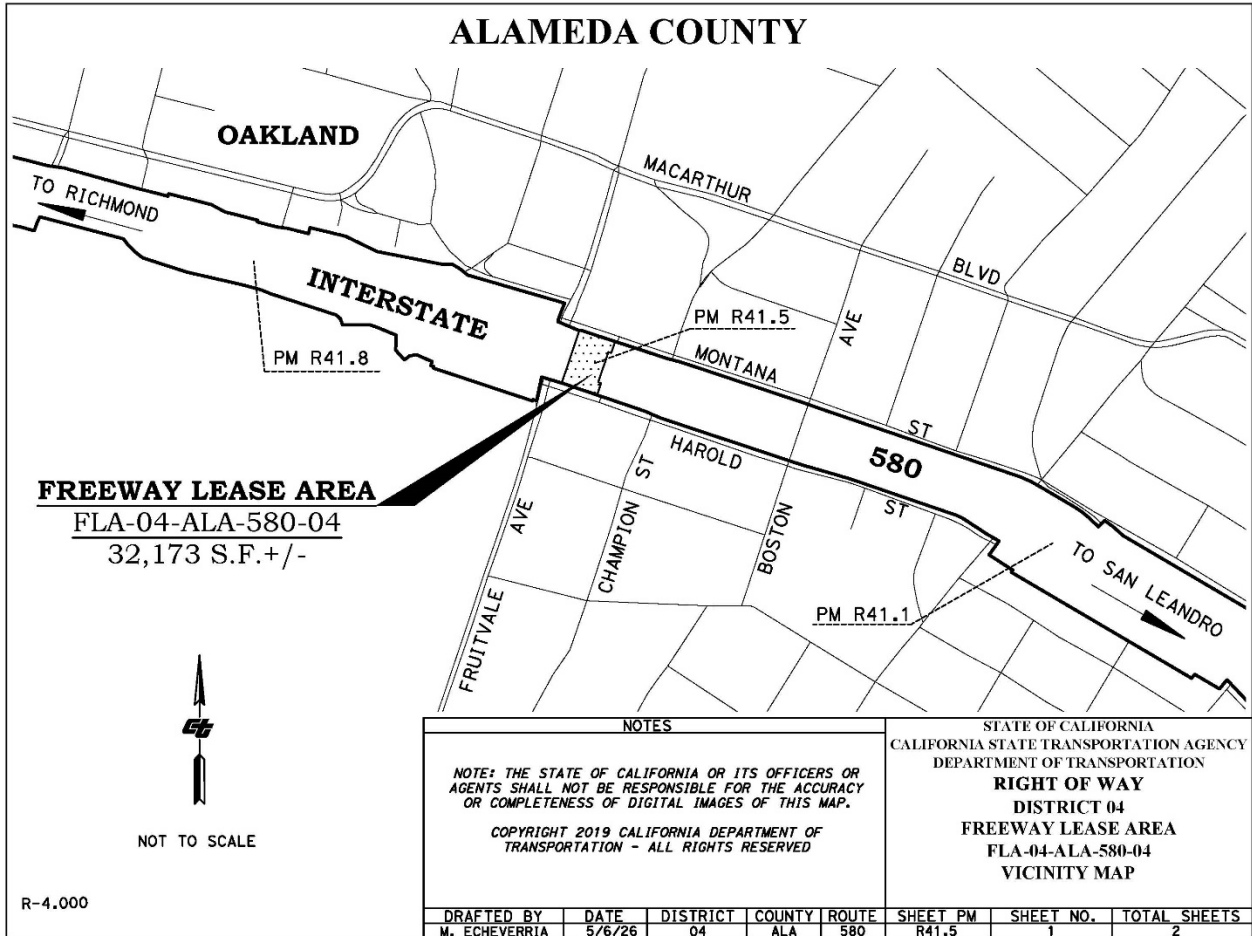 ALAMEDA COUNTY
OAKLAND
TO RICHMOND
MACARTHUR
BLVD
INTERSTATE
PM R41.5
PM R41.8
MONTANA
ST
AVE
580
HAROLD
ST
FREEWAY LEASE AREA
FLA-04-ALA-580-04
32,173 S.F.+/-
FRUITVALE
AVE
CHAMPION
ST
BOSTON
TO SAN LEANDRO
PM R41.1
NOT TO SCALE
R-4.000
NOTES
NOTE: THE STATE OF CALIFORNIA OR ITS OFFICERS OR
AGENTS SHALL NOT BE RESPONSIBLE FOR THE ACCURACY
OR COMPLETENESS OF DIGITAL IMAGES OF THIS MAP.
COPYRIGHT 2019 CALIFORNIA DEPARTMENT OF
TRANSPORTATION - ALL RIGHTS RESERVED
STATE OF CALIFORNIA
CALIFORNIA STATE TRANSPORTATION AGENCY
DEPARTMENT OF TRANSPORTATION
RIGHT OF WAY
DISTRICT 04
FREEWAY LEASE AREA
FLA-04-ALA-580-04
VICINITY MAP
DRAFTED BY DATE DISTRICT COUNTY ROUTE SHEET PM SHEET NO. TOTAL SHEETS
M. ECHEVERRIA 5/6/26 04 ALA 580 R41.5 1 2